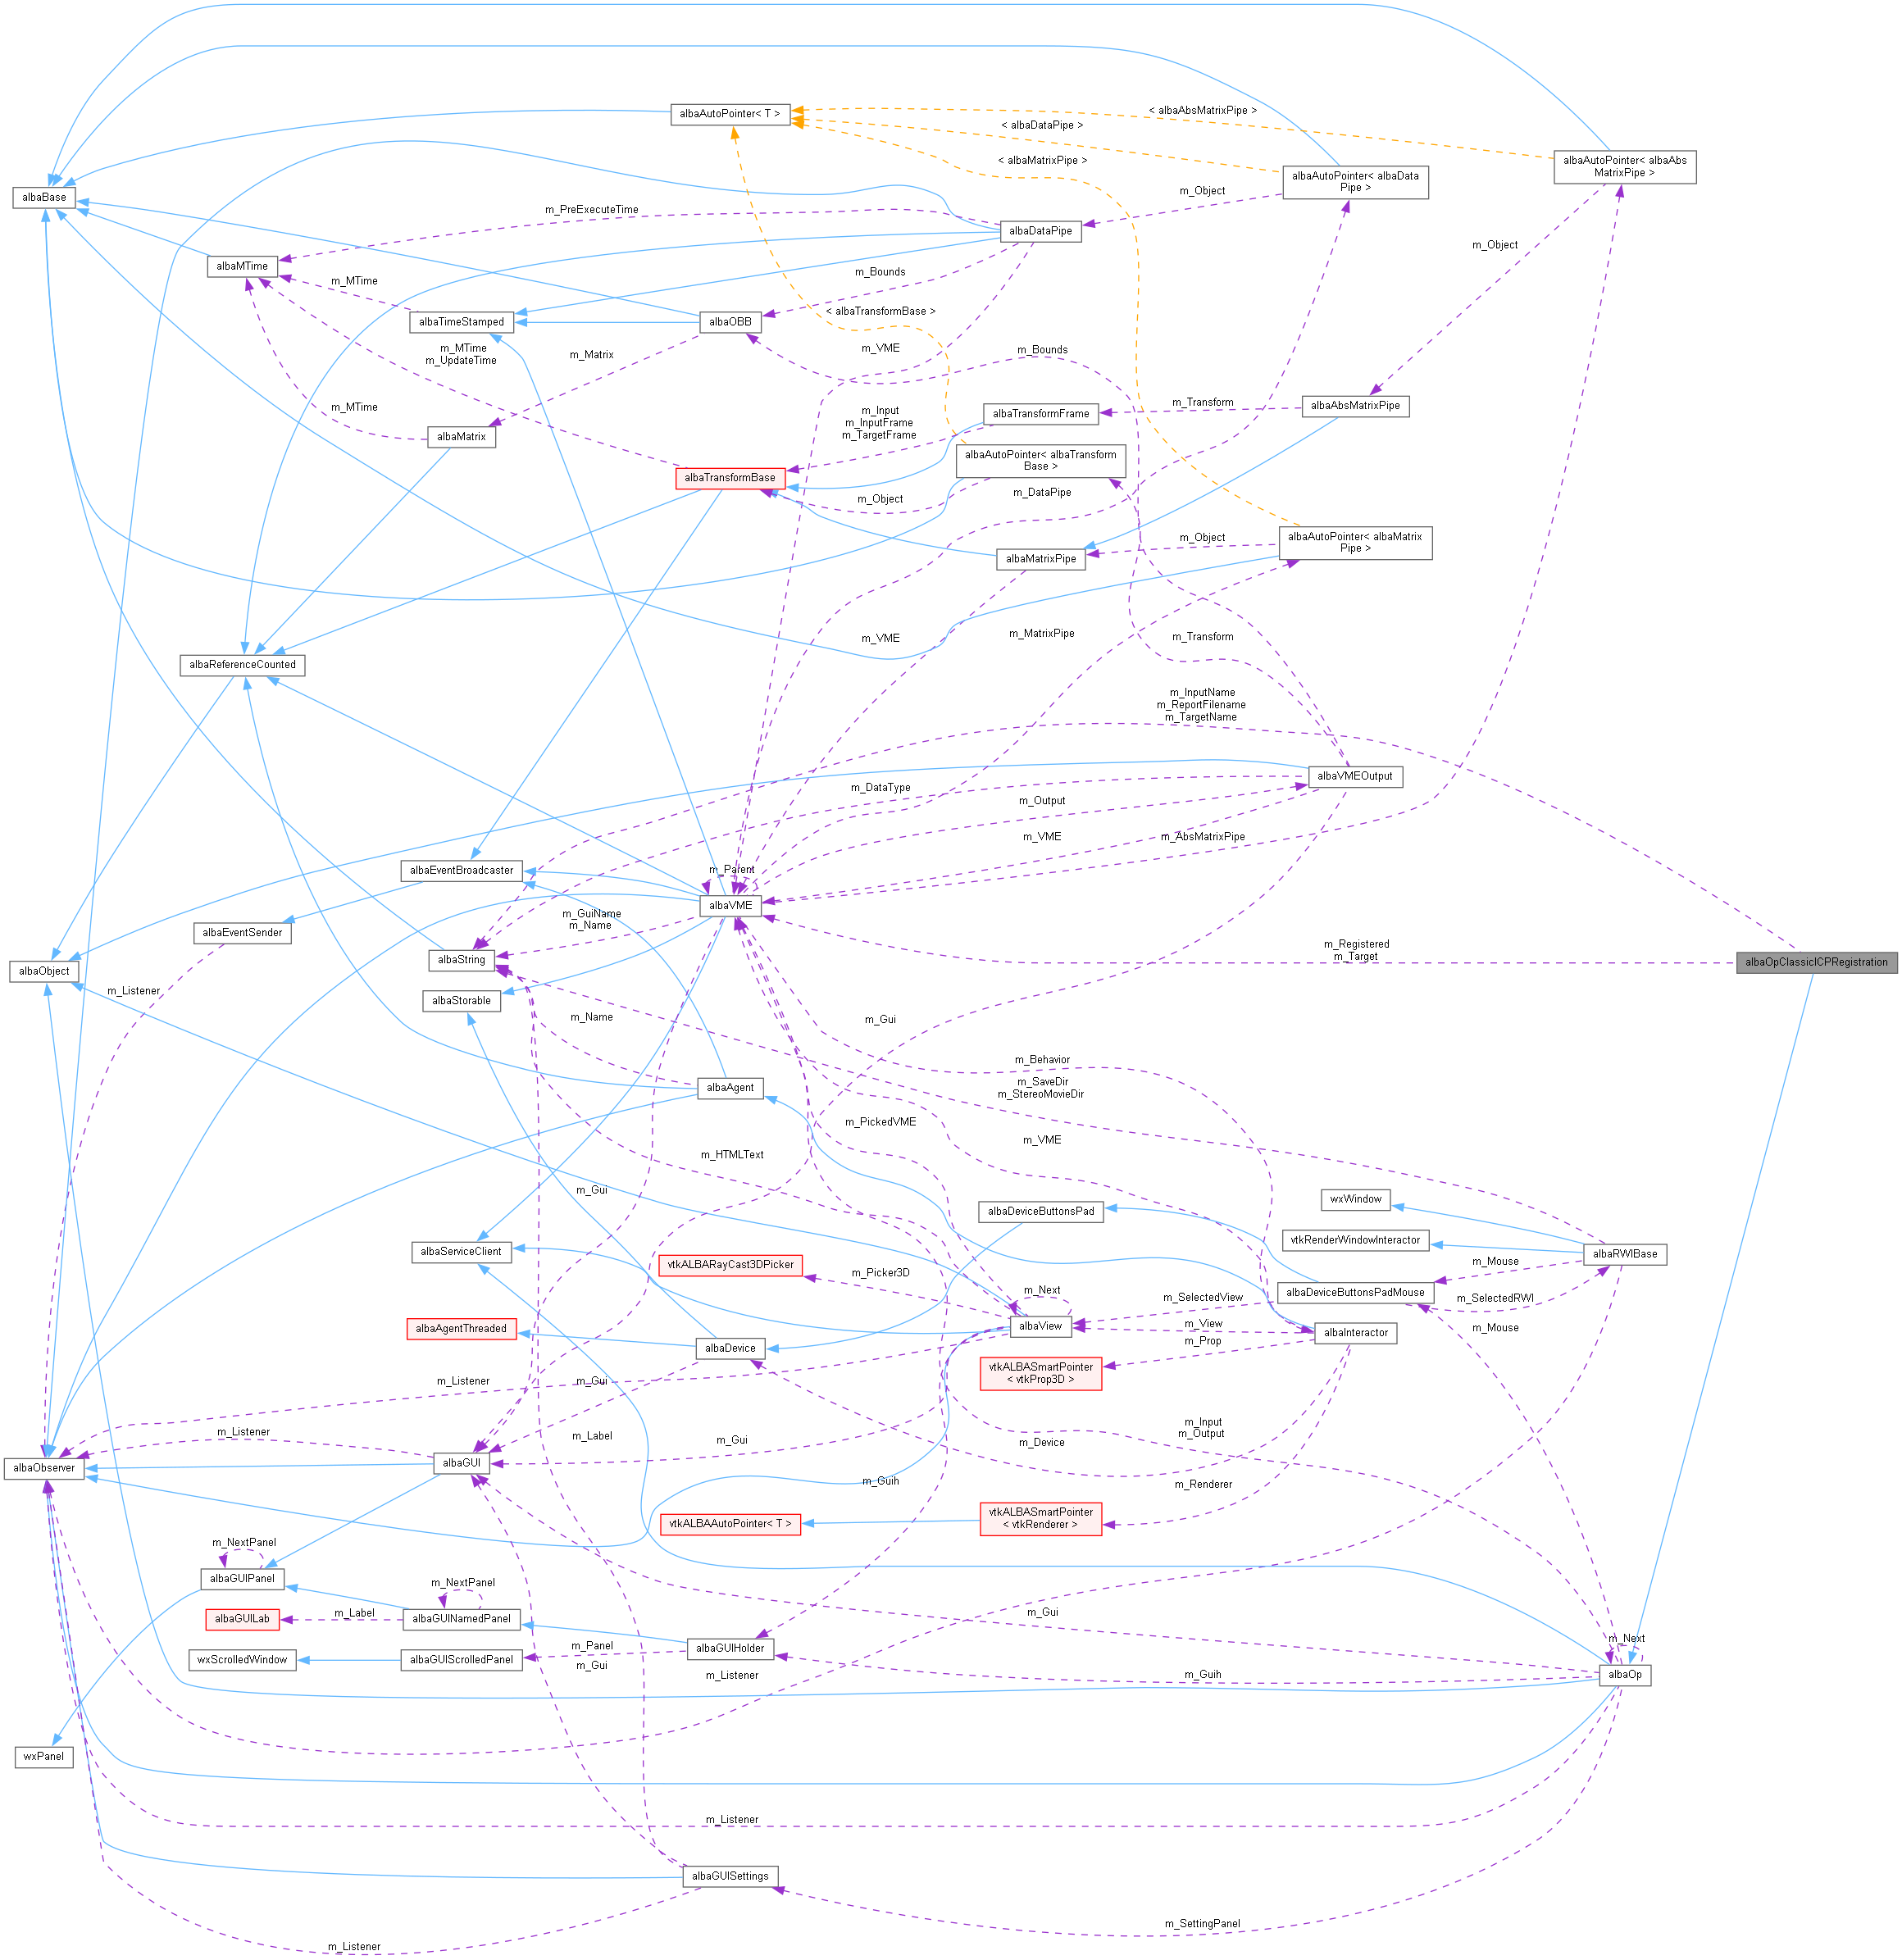 < albaAbsMatrixPipe >
albaAutoPointer< T >
< albaDataPipe >
< albaMatrixPipe >
albaAutoPointer< albaAbs
MatrixPipe >
albaAutoPointer< albaData
Pipe >
albaBase
m_Object
m_PreExecuteTime
albaDataPipe
m_Object
albaMTime
m_Bounds
m_MTime
< albaTransformBase >
albaTimeStamped
albaOBB
m_MTime
m_UpdateTime
m_Matrix
m_VME
m_Bounds
m_Transform
albaAbsMatrixPipe
m_MTime
m_Input
m_InputFrame
m_TargetFrame
albaTransformFrame
albaMatrix
albaAutoPointer< albaTransform
Base >
albaTransformBase
m_Object
m_DataPipe
m_Object
albaAutoPointer< albaMatrix
Pipe >
albaMatrixPipe
m_VME
m_MatrixPipe
m_Transform
albaReferenceCounted
m_InputName
m_ReportFilename
m_TargetName
albaVMEOutput
m_DataType
m_Output
m_VME
m_AbsMatrixPipe
albaEventBroadcaster
m_Parent
albaVME
m_GuiName
m_Name
albaEventSender
m_Registered
m_Target
albaString
albaOpClassicICPRegistration
albaObject
m_Listener
albaStorable
m_Name
m_Gui
m_Behavior
albaAgent
m_SaveDir
m_StereoMovieDir
m_PickedVME
m_VME
m_HTMLText
m_Gui
albaDeviceButtonsPad
wxWindow
vtkRenderWindowInteractor
albaServiceClient
albaRWIBase
vtkALBARayCast3DPicker
m_Picker3D
m_Mouse
m_Next
m_SelectedView
albaDeviceButtonsPadMouse
m_SelectedRWI
albaAgentThreaded
albaView
m_View
albaInteractor
m_Mouse
albaDevice
m_Prop
vtkALBASmartPointer
< vtkProp3D >
m_Listener
m_Gui
m_Input
m_Output
m_Listener
m_Label
m_Gui
m_Device
albaObserver
albaGUI
m_Guih
m_Renderer
vtkALBAAutoPointer< T >
vtkALBASmartPointer
< vtkRenderer >
m_NextPanel
albaGUIPanel
m_NextPanel
albaGUILab
m_Label
albaGUINamedPanel
m_Gui
m_Next
wxScrolledWindow
albaGUIScrolledPanel
m_Panel
albaGUIHolder
m_Gui
m_Listener
m_Guih
albaOp
wxPanel
m_Listener
albaGUISettings
m_SettingPanel
m_Listener